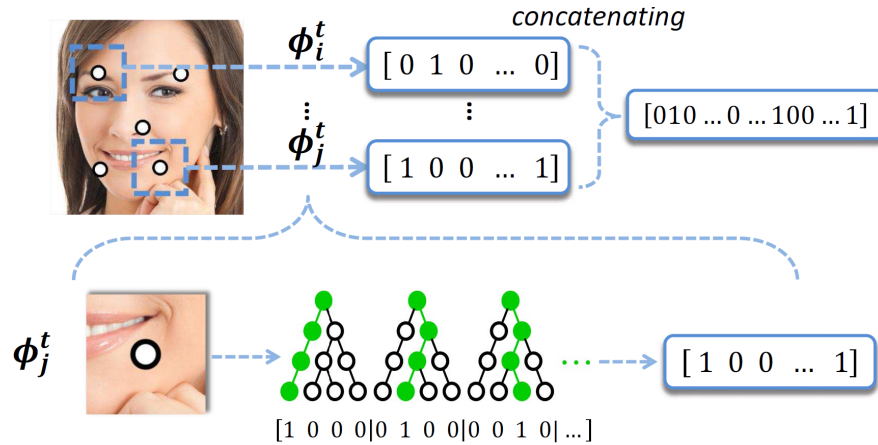 concatenating
ϕ_i^t
[ 0 1 0 ... 0]
⋮ ⋮
ϕ_j^t
[ 1 0 0 ... 1]
[010 ... 0 ... 100 ... 1]
ϕ_j^t
...
[ 1 0 0 ... 1]
[1 0 0 0|0 1 0 0|0 0 1 0| ...]